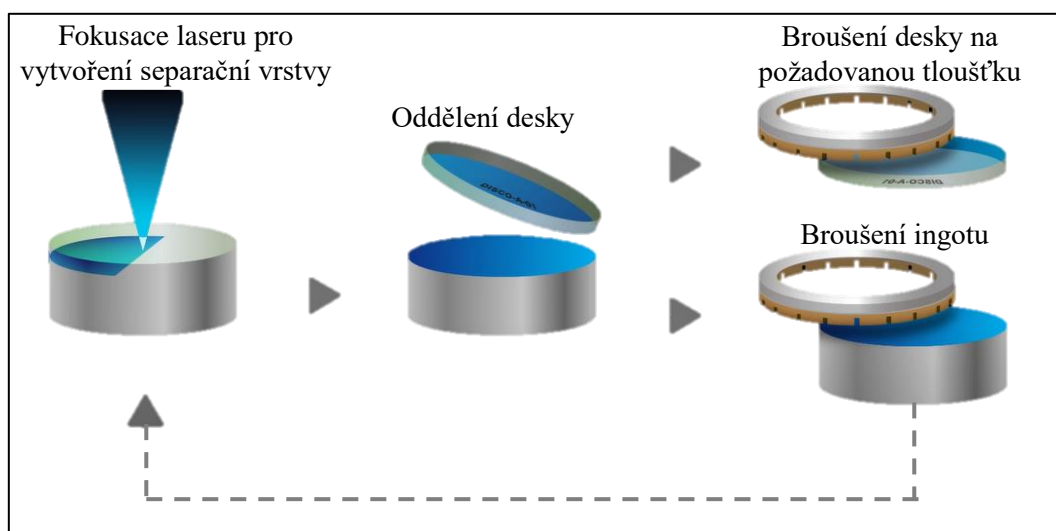 Fokusace laseru pro
vytvoření separační vrstvy
Oddělení desky
Broušení desky na
požadovanou tloušťku
Broušení ingotu